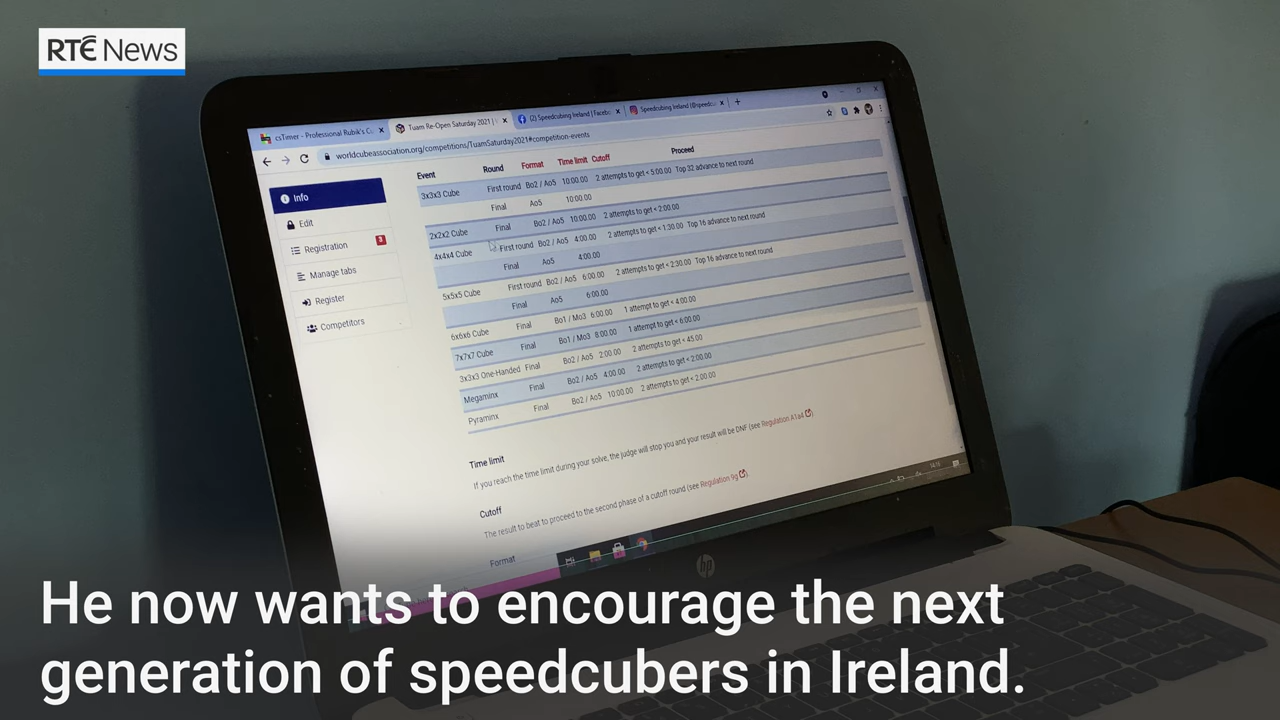 RTÉ News
csTimer - Professional Rubik's Cu
Tuam Re-Open Saturday 2021 |
(2) Speedcubing Ireland | Facebo
Speedcubing Ireland (@speedcu
worldcubeassociation.org/competitions/TuamSaturday2021#competition-events
Info
Edit
Registration 3
Manage tabs
Register
Competitors
Event Round Format Time limit Cutoff Proceed
3x3x3 Cube First round Bo2 / Ao5 10:00.00 2 attempts to get < 5:00.00 Top 32 advance to next round
Final Ao5 10:00.00
2x2x2 Cube Final Bo2 / Ao5 10:00.00 2 attempts to get < 2:00.00
4x4x4 Cube First round Bo2 / Ao5 4:00.00 2 attempts to get < 1:30.00 Top 16 advance to next round
Final Ao5 4:00.00
5x5x5 Cube First round Bo2 / Ao5 6:00.00 2 attempts to get < 2:30.00 Top 16 advance to next round
Final Ao5 6:00.00
6x6x6 Cube Final Bo1 / Mo3 6:00.00 1 attempt to get < 4:00.00
7x7x7 Cube Final Bo1 / Mo3 8:00.00 1 attempt to get < 6:00.00
3x3x3 One-Handed Final Bo2 / Ao5 2:00.00 2 attempts to get < 45.00
Megaminx Final Bo2 / Ao5 4:00.00 2 attempts to get < 2:00.00
Pyraminx Final Bo2 / Ao5 10:00.00 2 attempts to get < 2:00.00
Time limit
If you reach the time limit during your solve, the judge will stop you and your result will be DNF (see Regulation A1a4).
Cutoff
The result to beat to proceed to the second phase of a cutoff round (see Regulation 9g).
Format
hp
He now wants to encourage the next
generation of speedcubers in Ireland.